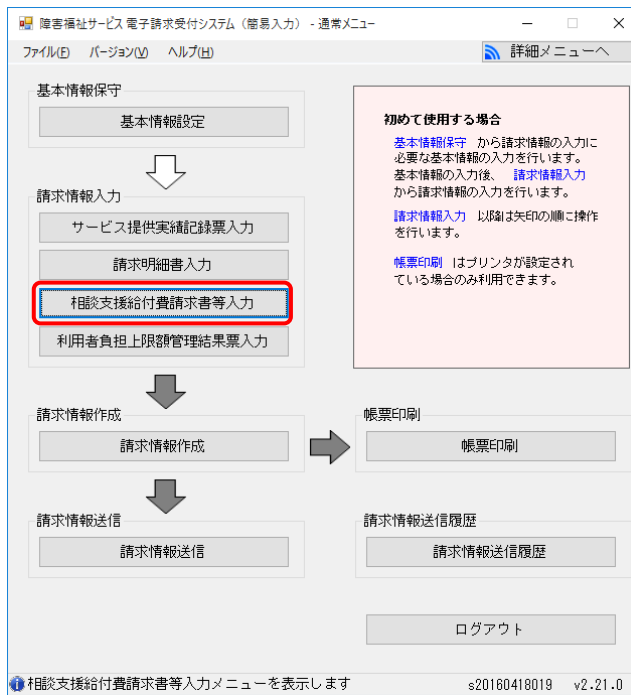 障害福祉サービス 電子請求受付システム（簡易入力） - 通常メニュー
ファイル(F) バージョン(V) ヘルプ(H)
詳細メニューへ
基本情報保守
基本情報設定
請求情報入力
サービス提供実績記録票入力
請求明細書入力
相談支援給付費請求書等入力
利用者負担上限額管理結果票入力
初めて使用する場合
基本情報保守 から請求情報の入力に
必要な基本情報の入力を行います。
基本情報の入力後、 請求情報入力
から請求情報の入力を行います。
請求情報入力 以降は矢印の順に操作
を行います。
帳票印刷 はプリンタが設定され
ている場合のみ利用できます。
請求情報作成
請求情報作成
帳票印刷
帳票印刷
請求情報送信
請求情報送信
請求情報送信履歴
請求情報送信履歴
ログアウト
相談支援給付費請求書等入力メニューを表示します
s20160418019 v2.21.0